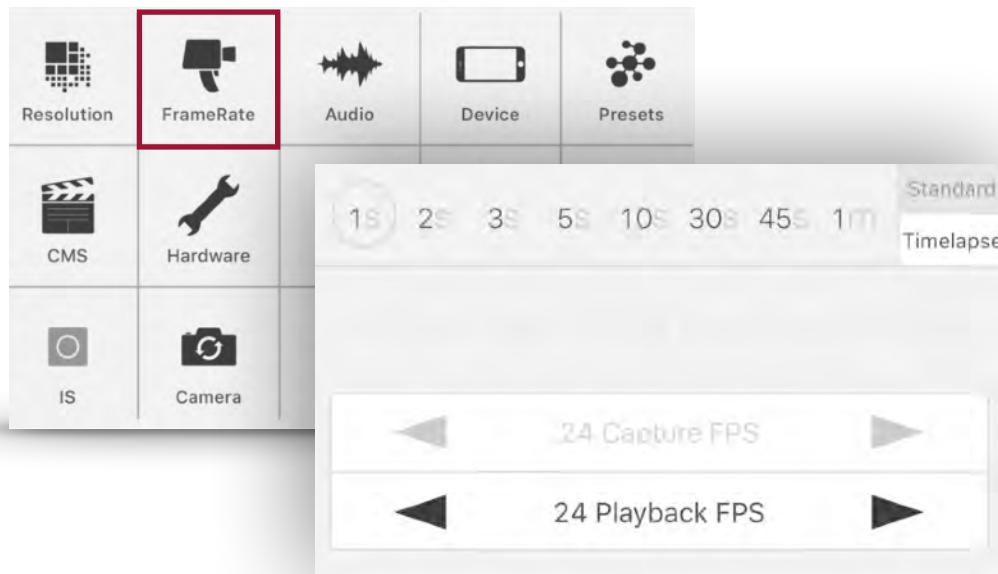 Resolution
FrameRate
Audio
Device
Presets
CMS
Hardware
IS
Camera
1s 2s 3s 5s 10s 30s 45s 1m
Standard
Timelapse
24 Capture FPS
24 Playback FPS